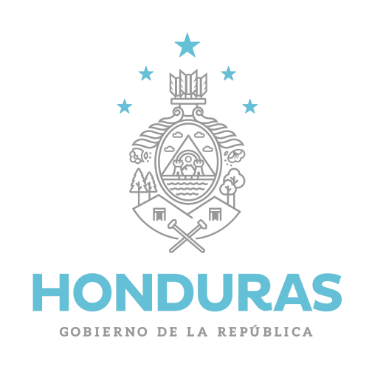 HONDURAS
GOBIERNO DE LA REPÚBLICA